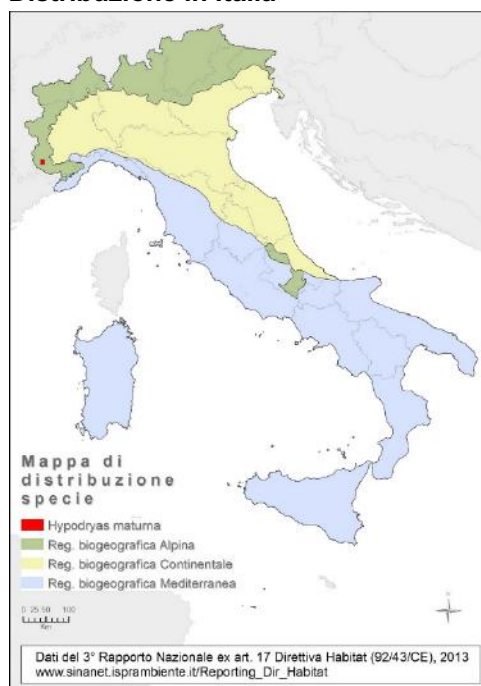 Distribuzione in Italia
Mappa di
distribuzione
specie
Hypodryas maturna
Reg. biogeografica Alpina
Reg. biogeografica Continentale
Reg. biogeografica Mediterranea
0 25 50 100
Km
Dati del 3° Rapporto Nazionale ex art. 17 Direttiva Habitat (92/43/CE), 2013
www.sinanet.isprambiente.it/Reporting_Dir_Habitat